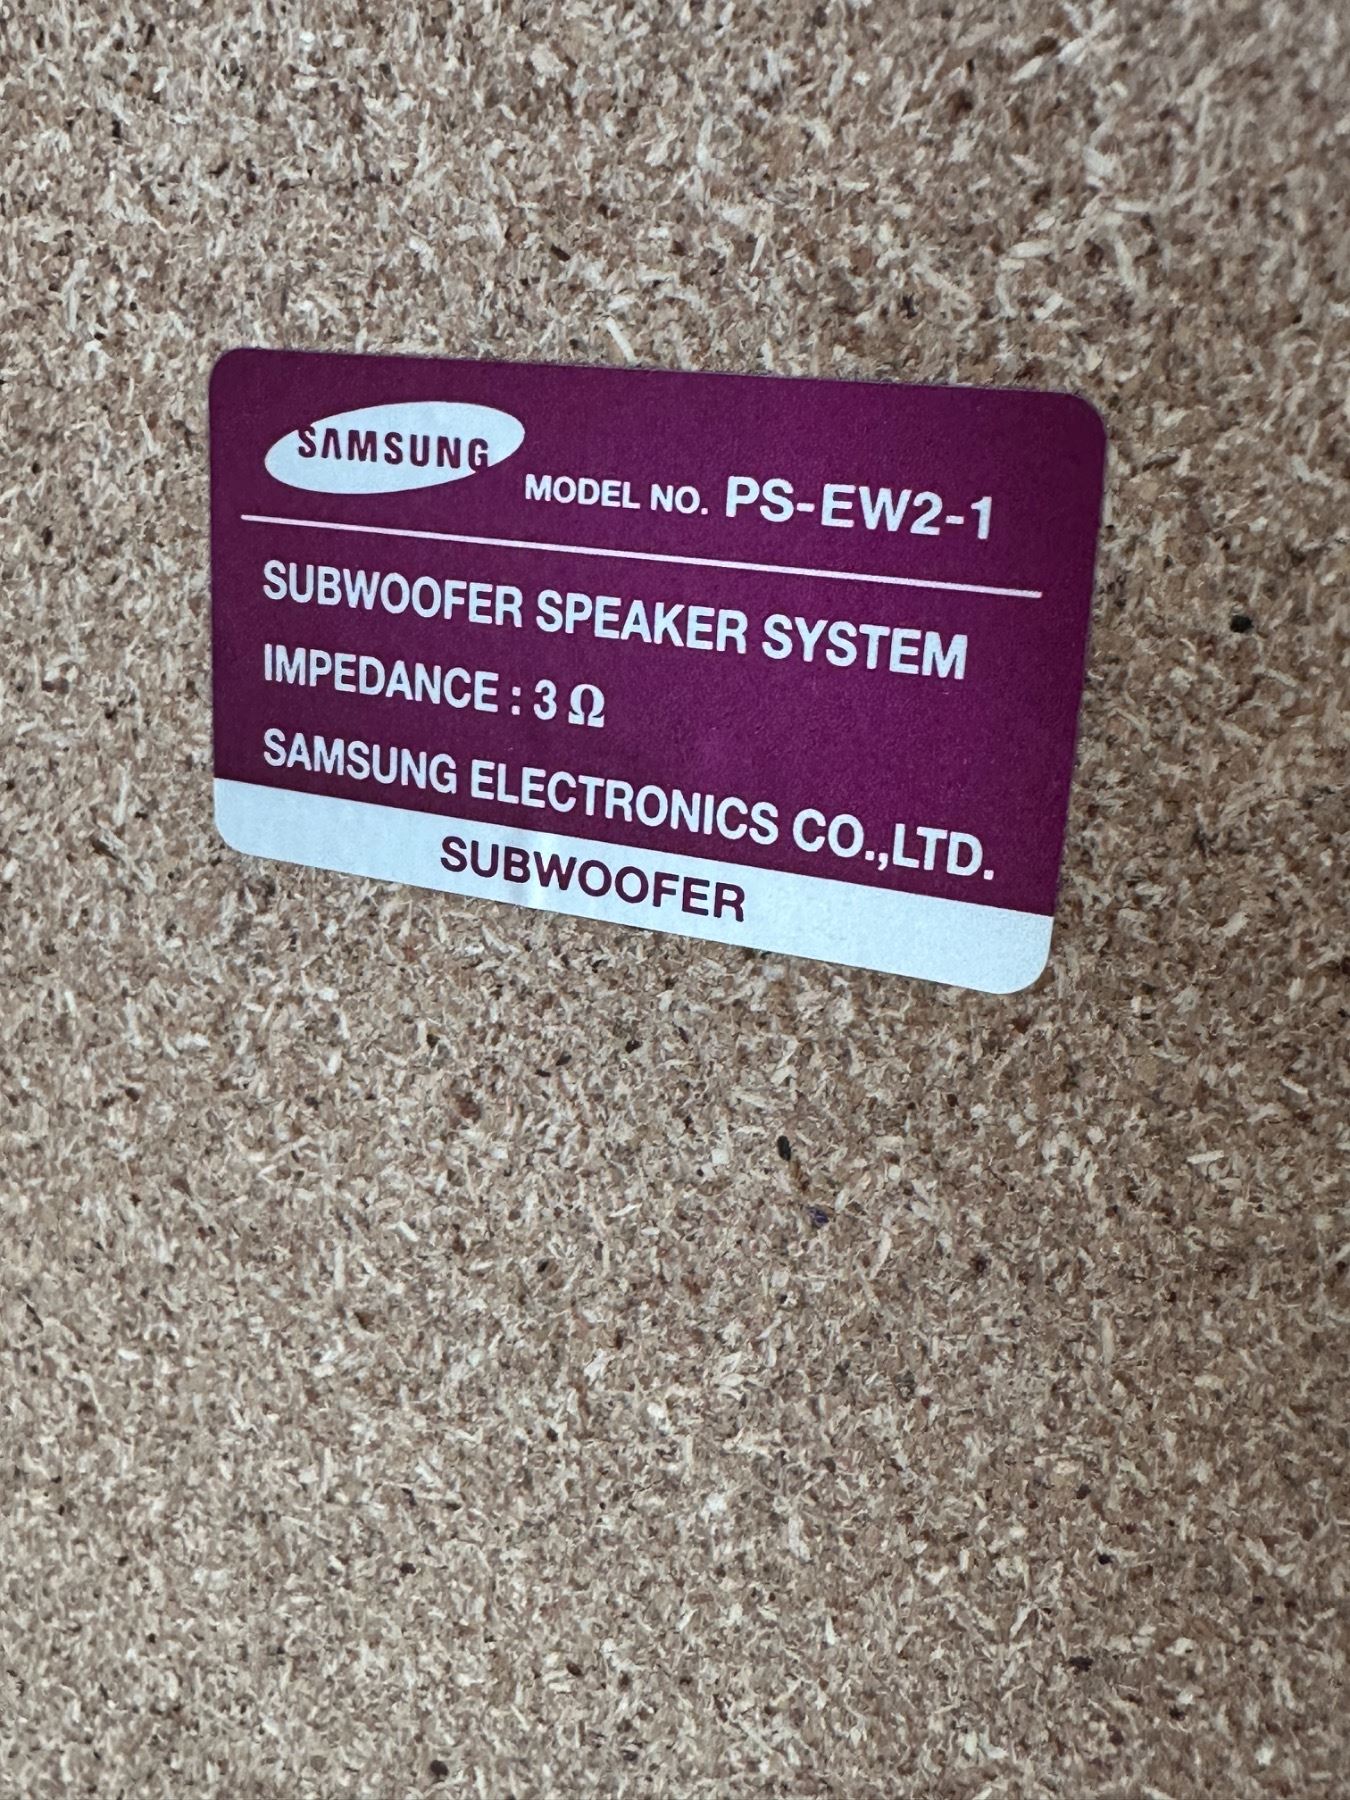 SAMSUNG MODEL NO. PS-EW2-1
SUBWOOFER SPEAKER SYSTEM
IMPEDANCE : 3 Ω
SAMSUNG ELECTRONICS CO.,LTD.
SUBWOOFER